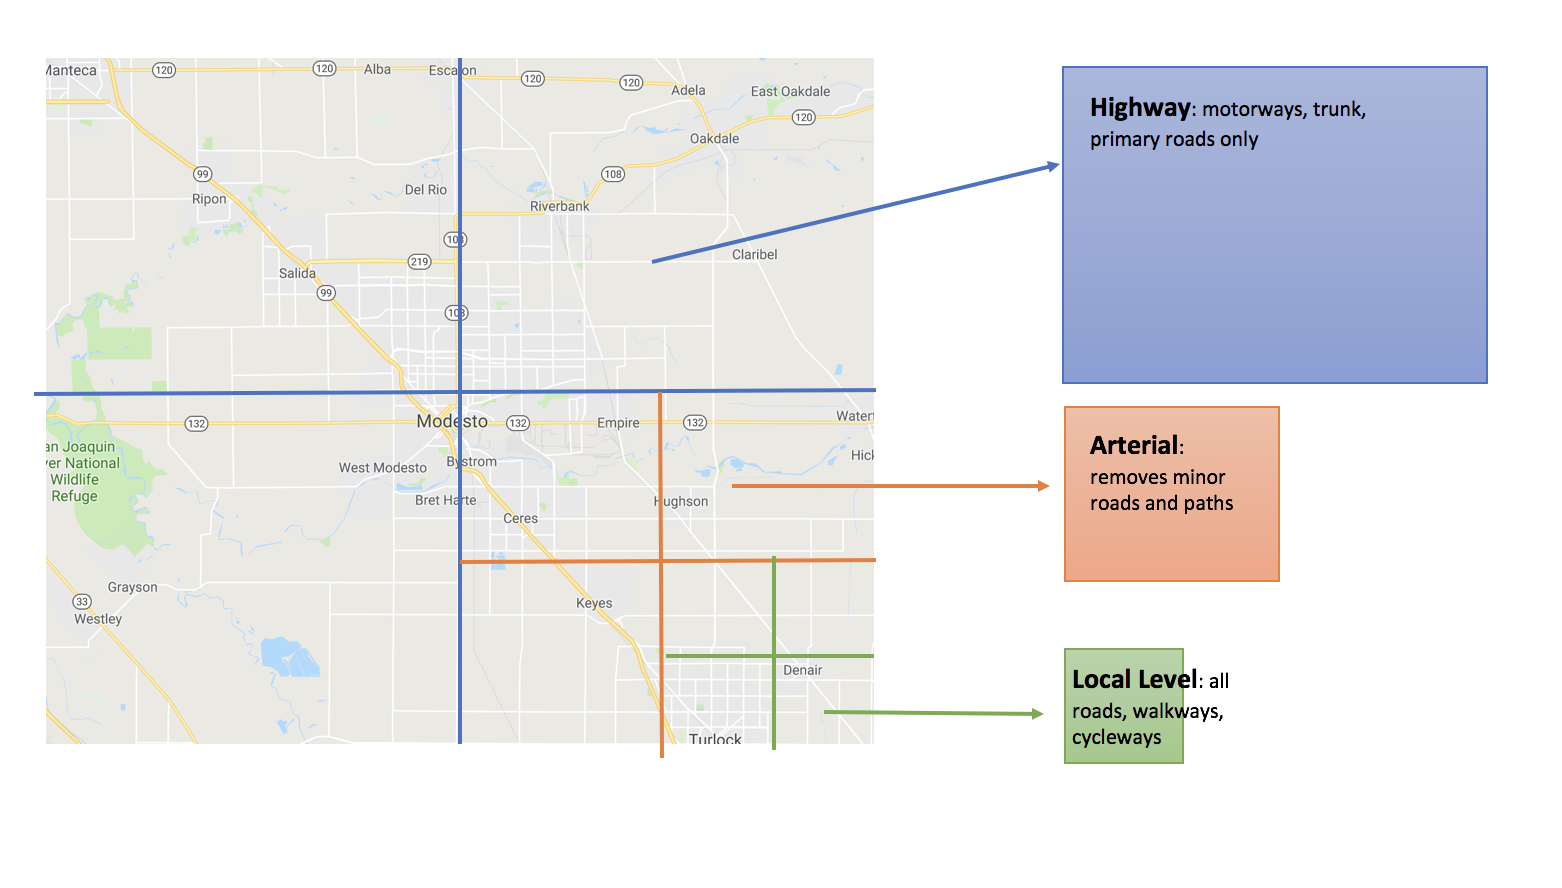 Manteca
120
120
Alba
Escalon
120
120
Adela
East Oakdale
120
Oakdale
99
Ripon
Del Rio
108
Riverbank
108
219
Salida
Claribel
99
108
Modesto
132
132
Empire
132
Water
an Joaquin
ver National
Wildlife
Refuge
West Modesto
Bystrom
Hick
Bret Harte
Hughson
Ceres
Grayson
33
Westley
Keyes
Denair
Turlock
Highway: motorways, trunk,
primary roads only
Arterial:
removes minor
roads and paths
Local Level: all
roads, walkways,
cycleways